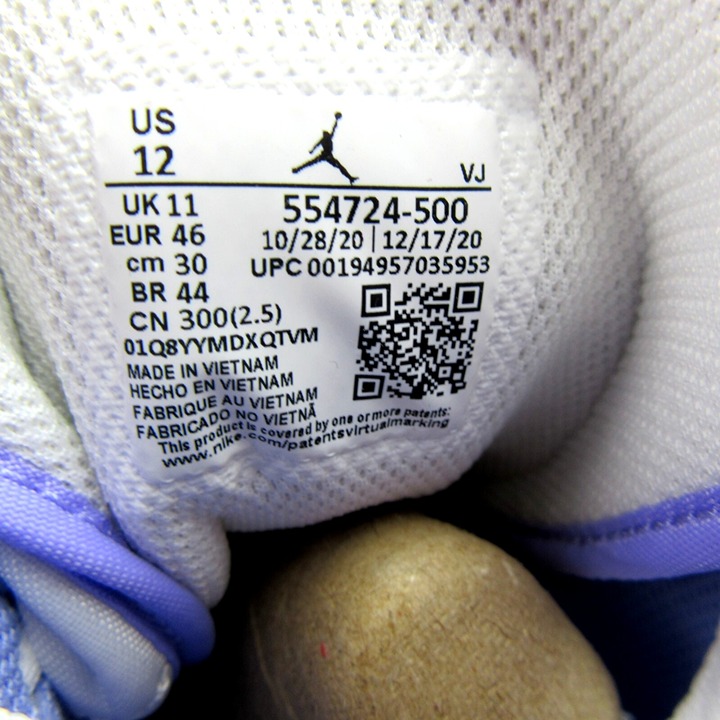 US
12
VJ
UK 11
554724-500
EUR 46
10/28/20 | 12/17/20
cm 30
UPC 00194957035953
BR 44
CN 300(2.5)
01Q8YYMDXQTVM
MADE IN VIETNAM
HECHO EN VIETNAM
FABRIQUE AU VIETNAM
FABRICADO NO VIETNÃ
This product is covered by one or more patents:
www.nike.com/patentsvirtualmarking